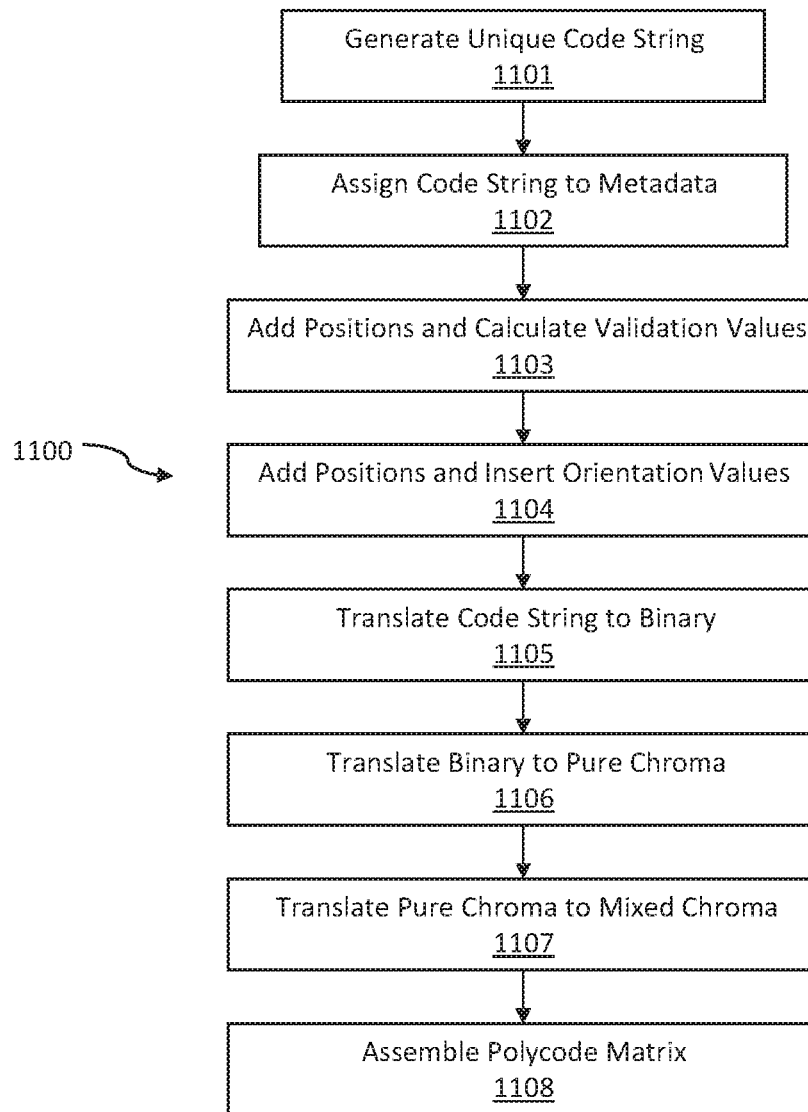 Generate Unique Code String
1101
Assign Code String to Metadata
1102
Add Positions and Calculate Validation Values
1103
1100
Add Positions and Insert Orientation Values
1104
Translate Code String to Binary
1105
Translate Binary to Pure Chroma
1106
Translate Pure Chroma to Mixed Chroma
1107
Assemble Polycode Matrix
1108